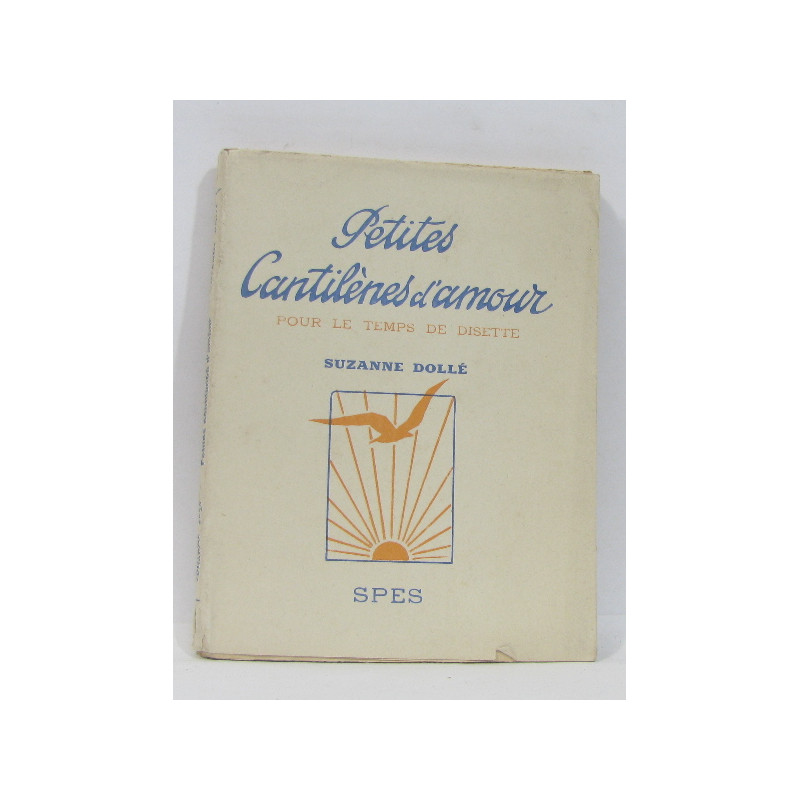 Petites
Cantilènes d'amour
POUR LE TEMPS DE DISETTE
SUZANNE DOLLÉ
SPES